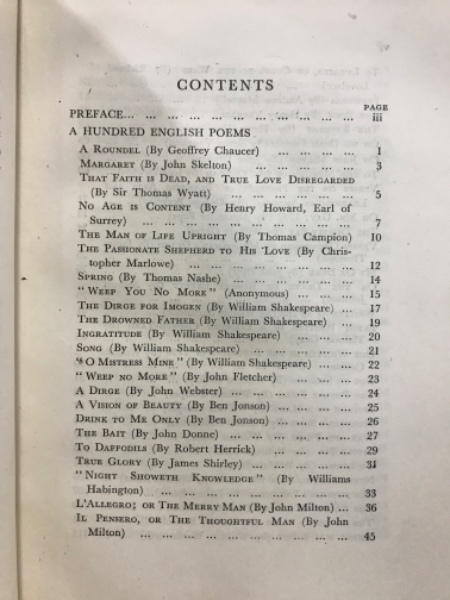 CONTENTS
PAGE
PREFACE... ... ... ... ... ... ... ... ... ... ... iii
A HUNDRED ENGLISH POEMS
A ROUNDEL (By Geoffrey Chaucer) ... ... ... ... 1
MARGARET (By John Skelton) ... ... ... ... 3
THAT FAITH IS DEAD, AND TRUE LOVE DISREGARDED
(By Sir Thomas Wyatt) ... ... ... ... ... 5
NO AGE IS CONTENT (By Henry Howard, Earl of
Surrey) ... ... ... ... ... ... ... ... ... 7
THE MAN OF LIFE UPRIGHT (By Thomas Campion) 10
THE PASSIONATE SHEPHERD TO HIS LOVE (By Chris-
topher Marlowe) ... ... ... ... ... ... ... 12
SPRING (By Thomas Nashe) ... ... ... ... ... 14
"WEEP YOU NO MORE" (Anonymous) ... ... ... 15
THE DIRGE FOR IMOGEN (By William Shakespeare) ... 17
THE DROWNED FATHER (By William Shakespeare) ... 19
INGRATITUDE (By William Shakespeare) ... ... 20
SONG (By William Shakespeare) ... ... ... ... 21
"O MISTRESS MINE" (By William Shakespeare) ... 22
"WEEP NO MORE" (By John Fletcher) ... ... ... 23
A DIRGE (By John Webster) ... ... ... ... ... 24
A VISION OF BEAUTY (By Ben Jonson) ... ... ... 25
DRINK TO ME ONLY (By Ben Jonson) ... ... ... 26
THE BAIT (By John Donne) ... ... ... ... ... 27
TO DAFFODILS (By Robert Herrick) ... ... ... 29
TRUE GLORY (By James Shirley) ... ... ... ... 31
"NIGHT SHOWETH KNOWLEDGE" (By Williams
Habington) ... ... ... ... ... ... ... ... 33
L'ALLEGRO; OR THE MERRY MAN (By John Milton) ... 36
IL PENSERO, OR THE THOUGHTFUL MAN (By John
Milton) ... ... ... ... ... ... ... ... ... 45